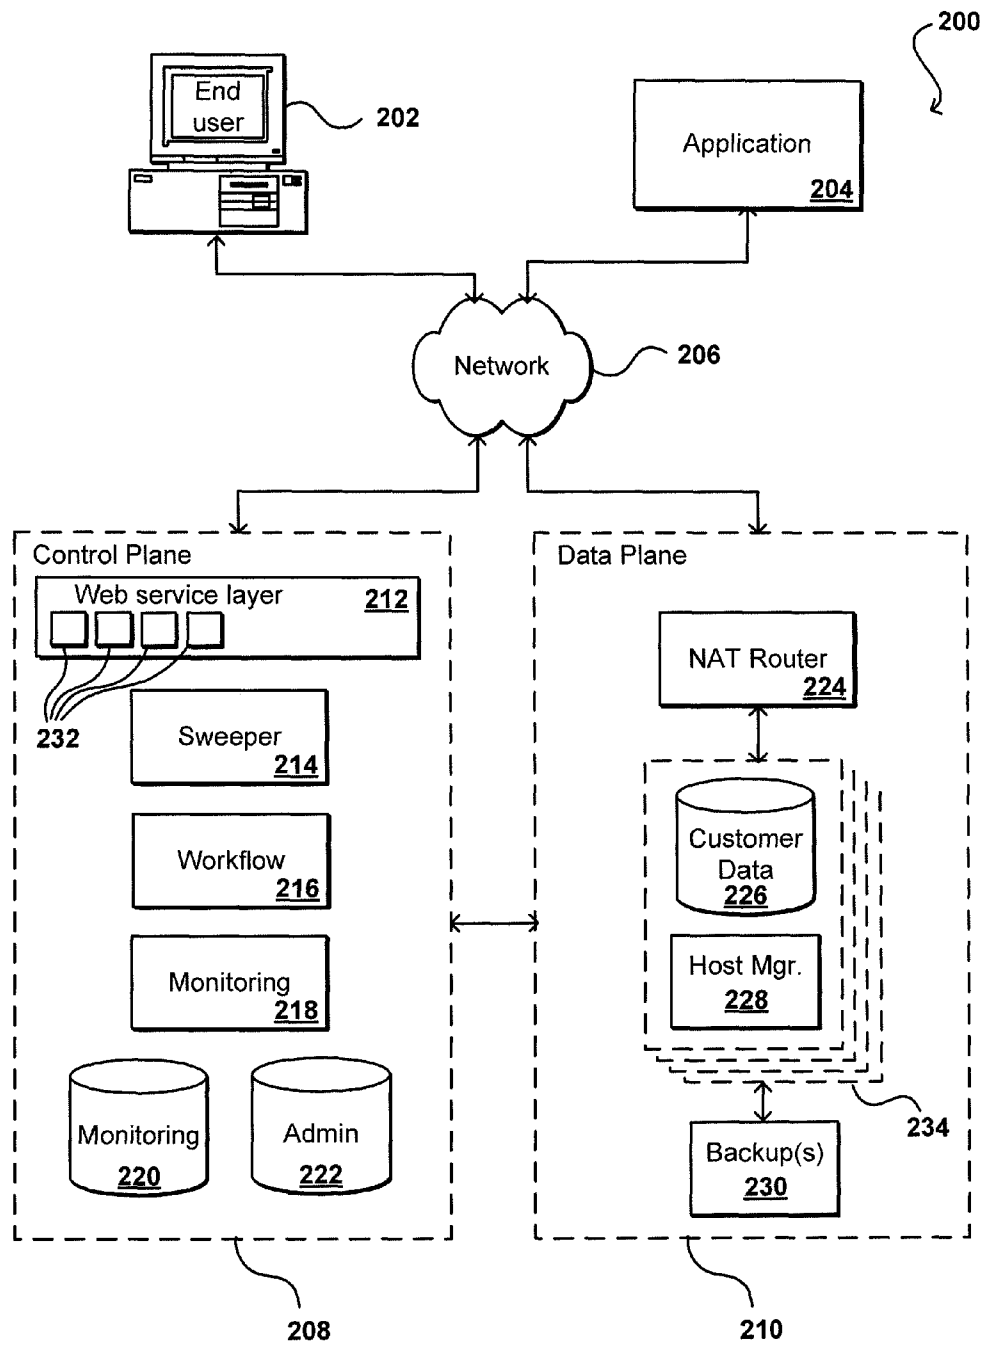 200
End
user
202
Application
204
Network
206
Control Plane
Web service layer
212
232
Sweeper
214
Workflow
216
Monitoring
218
Monitoring
220
Admin
222
208
Data Plane
NAT Router
224
Customer
Data
226
Host Mgr.
228
234
Backup(s)
230
210